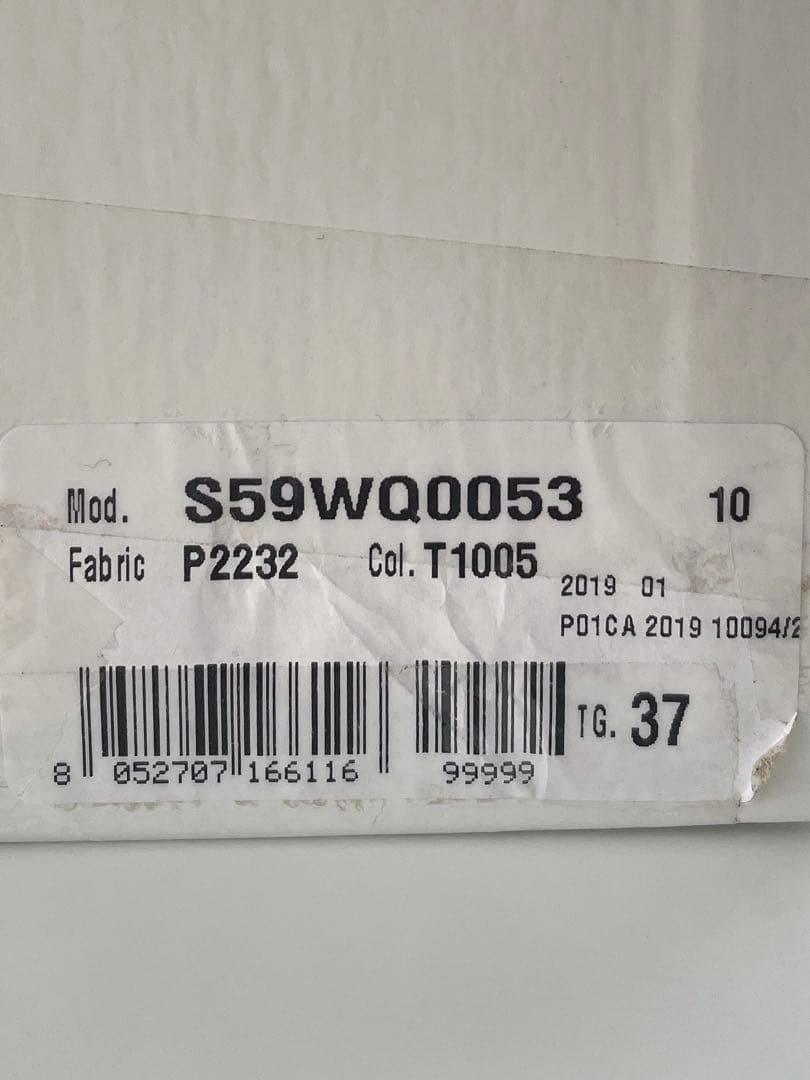 Mod. S59WQ0053 10
Fabric P2232 Col. T1005
2019 01
P01CA 2019 10094/2
TG. 37
8 052707 166116 99999